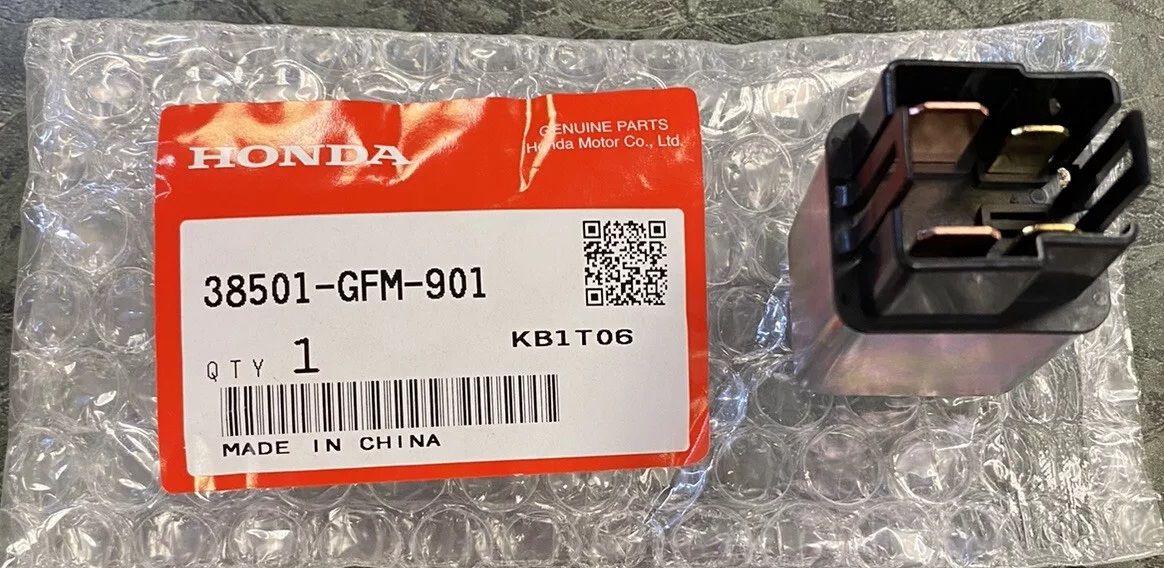 HONDA
GENUINE PARTS
Honda Motor Co., Ltd.
38501-GFM-901
KB1T06
QTY 1
MADE IN CHINA